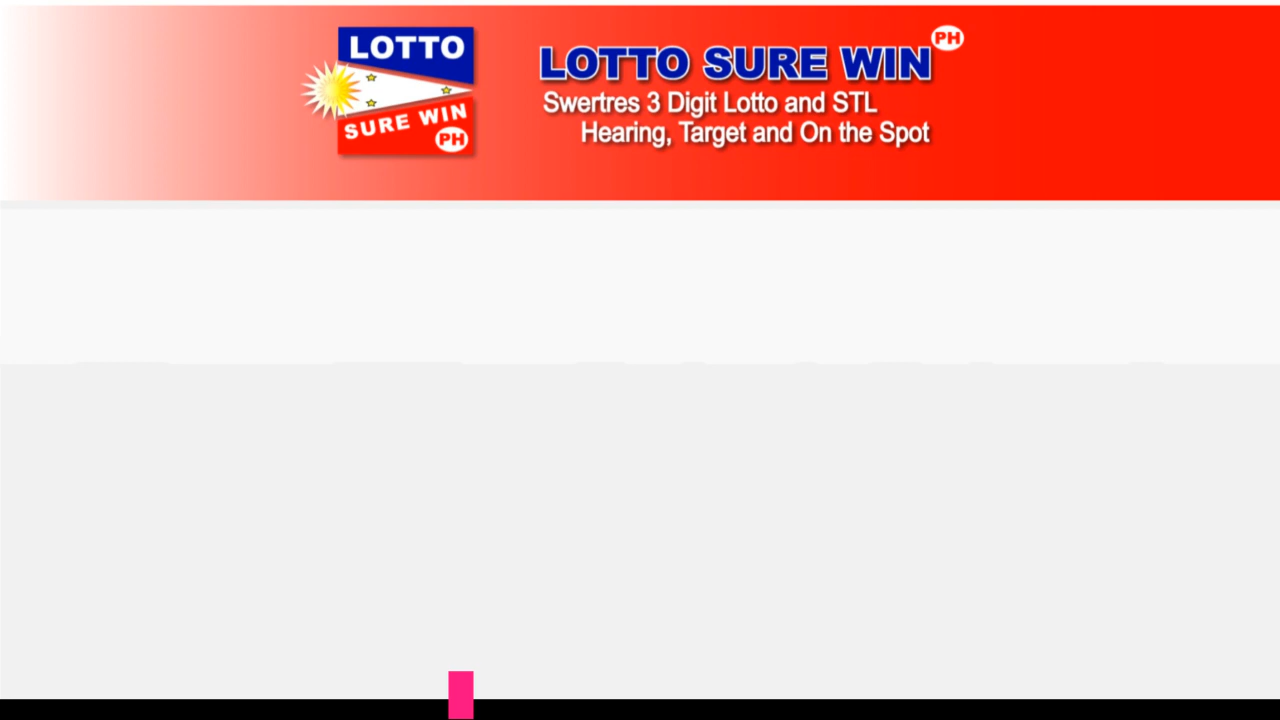 LOTTO
SURE WIN
PH
LOTTO SURE WIN PH
Swertres 3 Digit Lotto and STL
Hearing, Target and On the Spot